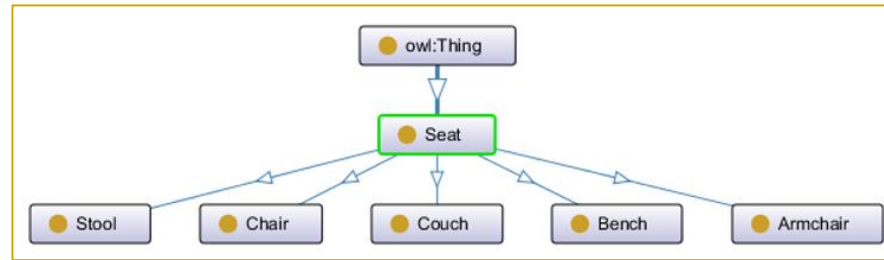 owl:Thing
Seat
Stool
Chair
Couch
Bench
Armchair